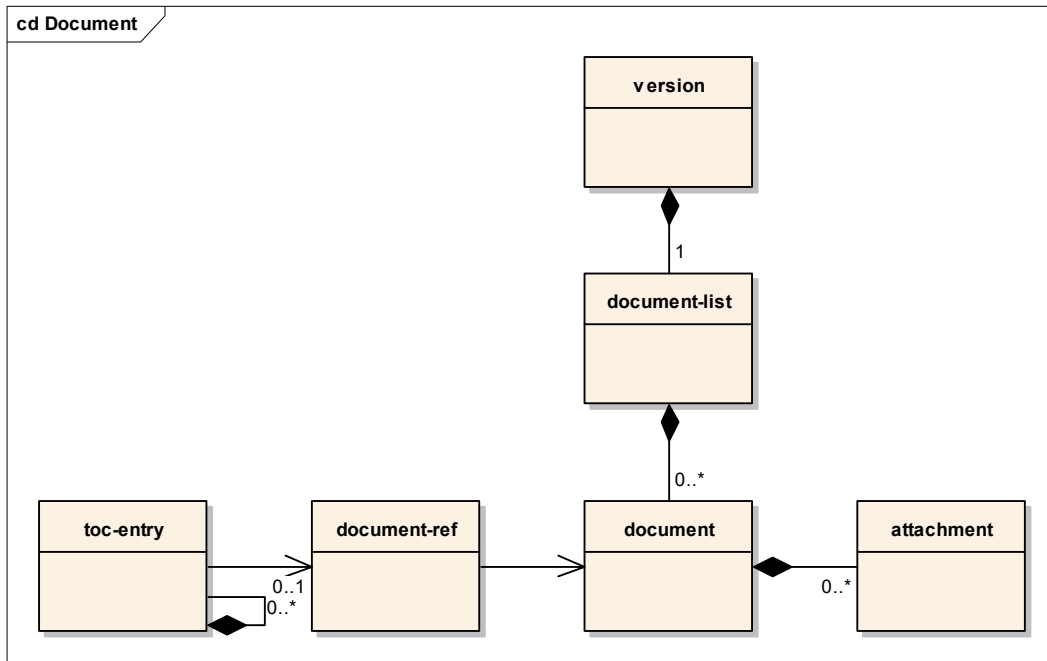 cd Document
version
1
document-list
0..*
toc-entry
document-ref
document
attachment
0..1
0..*
0..*